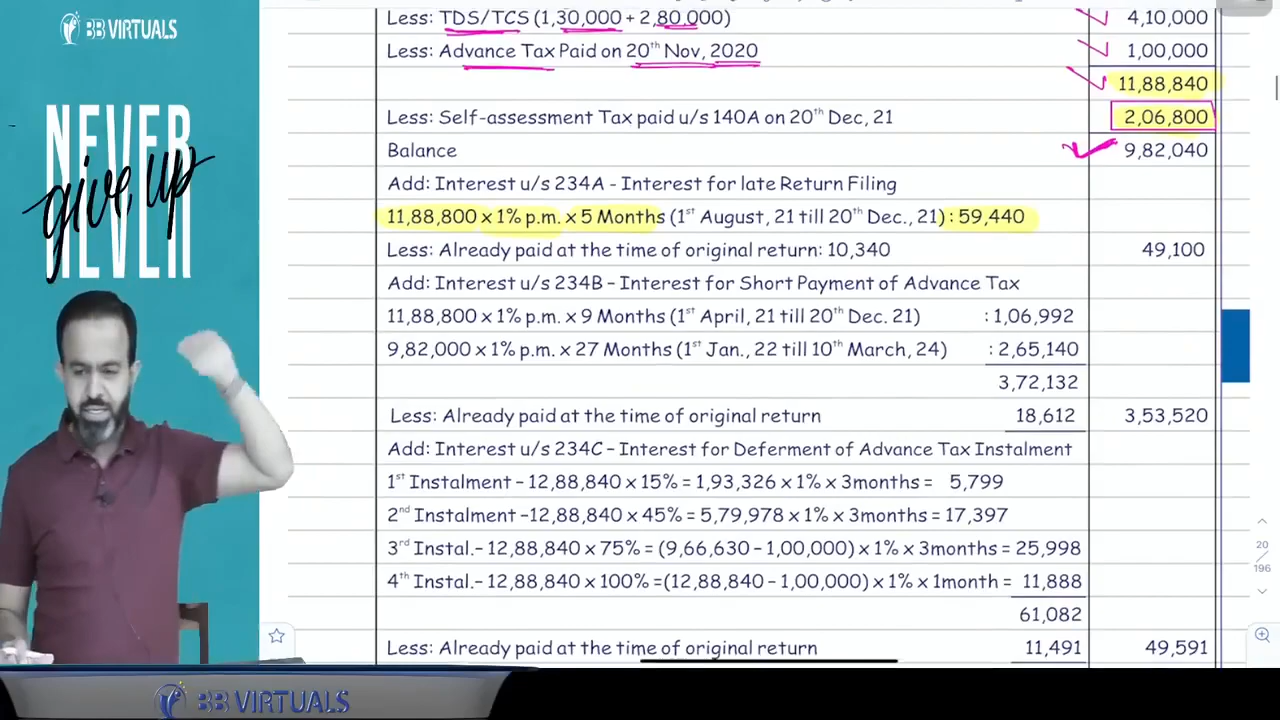 BB VIRTUALS
NEVER
give up
NEVER
Less: TDS/TCS (1,30,000 + 2,80,000) 4,10,000
Less: Advance Tax Paid on 20th Nov, 2020 1,00,000
11,88,840
Less: Self-assessment Tax paid u/s 140A on 20th Dec, 21 2,06,800
Balance 9,82,040
Add: Interest u/s 234A - Interest for late Return Filing
11,88,800 x 1% p.m. x 5 Months (1st August, 21 till 20th Dec., 21) : 59,440
Less: Already paid at the time of original return: 10,340 49,100
Add: Interest u/s 234B – Interest for Short Payment of Advance Tax
11,88,800 x 1% p.m. x 9 Months (1st April, 21 till 20th Dec. 21) : 1,06,992
9,82,000 x 1% p.m. x 27 Months (1st Jan., 22 till 10th March, 24) : 2,65,140
3,72,132
Less: Already paid at the time of original return 18,612 3,53,520
Add: Interest u/s 234C – Interest for Deferment of Advance Tax Instalment
1st Instalment – 12,88,840 x 15% = 1,93,326 x 1% x 3months = 5,799
2nd Instalment –12,88,840 x 45% = 5,79,978 x 1% x 3months = 17,397
3rd Instal.– 12,88,840 x 75% = (9,66,630 – 1,00,000) x 1% x 3months = 25,998
4th Instal.– 12,88,840 x 100% =(12,88,840 – 1,00,000) x 1% x 1month = 11,888
61,082
Less: Already paid at the time of original return 11,491 49,591
20
196
BB VIRTUALS